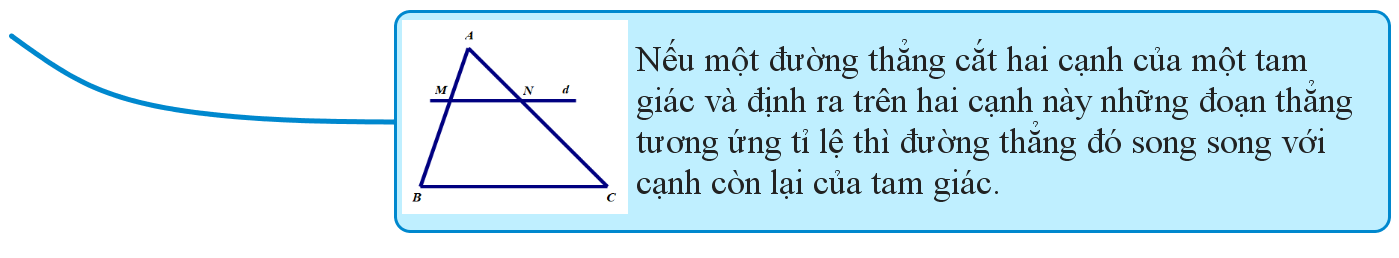 A
M
N
d
B
C
Nếu một đường thẳng cắt hai cạnh của một tam
giác và định ra trên hai cạnh này những đoạn thẳng
tương ứng tỉ lệ thì đường thẳng đó song song với
cạnh còn lại của tam giác.